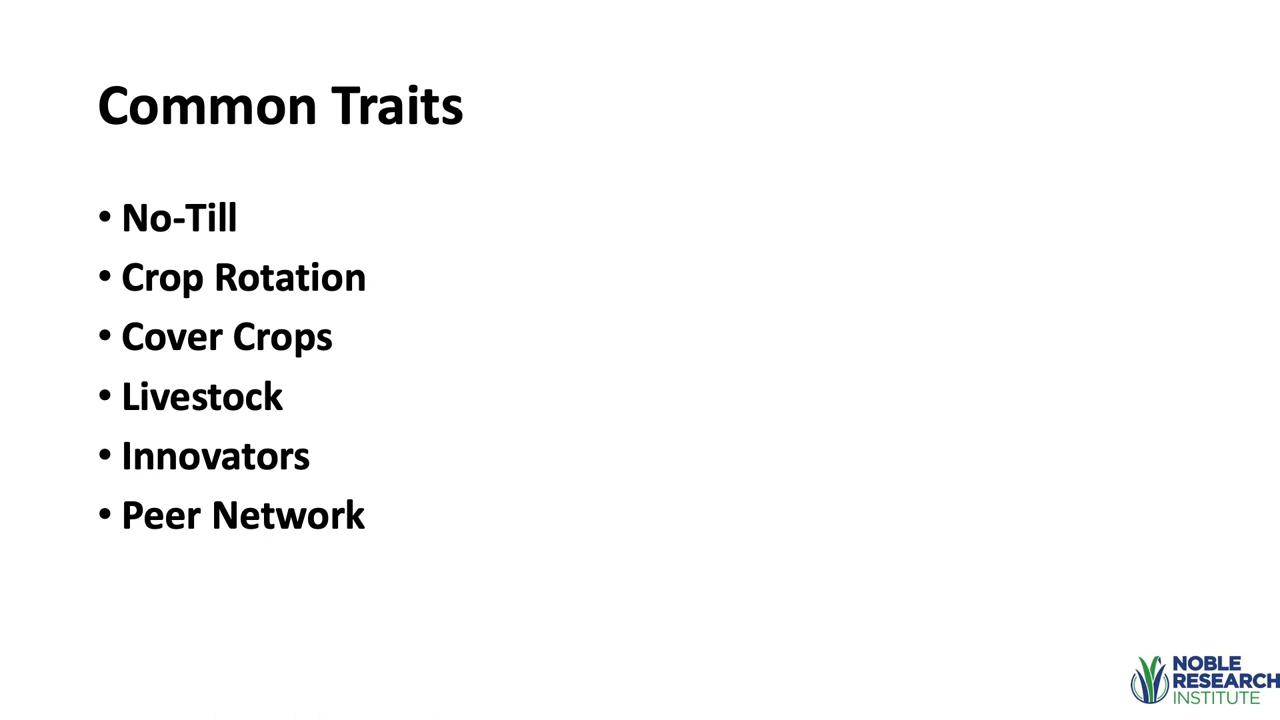 Common Traits
• No-Till
• Crop Rotation
• Cover Crops
• Livestock
• Innovators
• Peer Network
NOBLE
RESEARCH
INSTITUTE